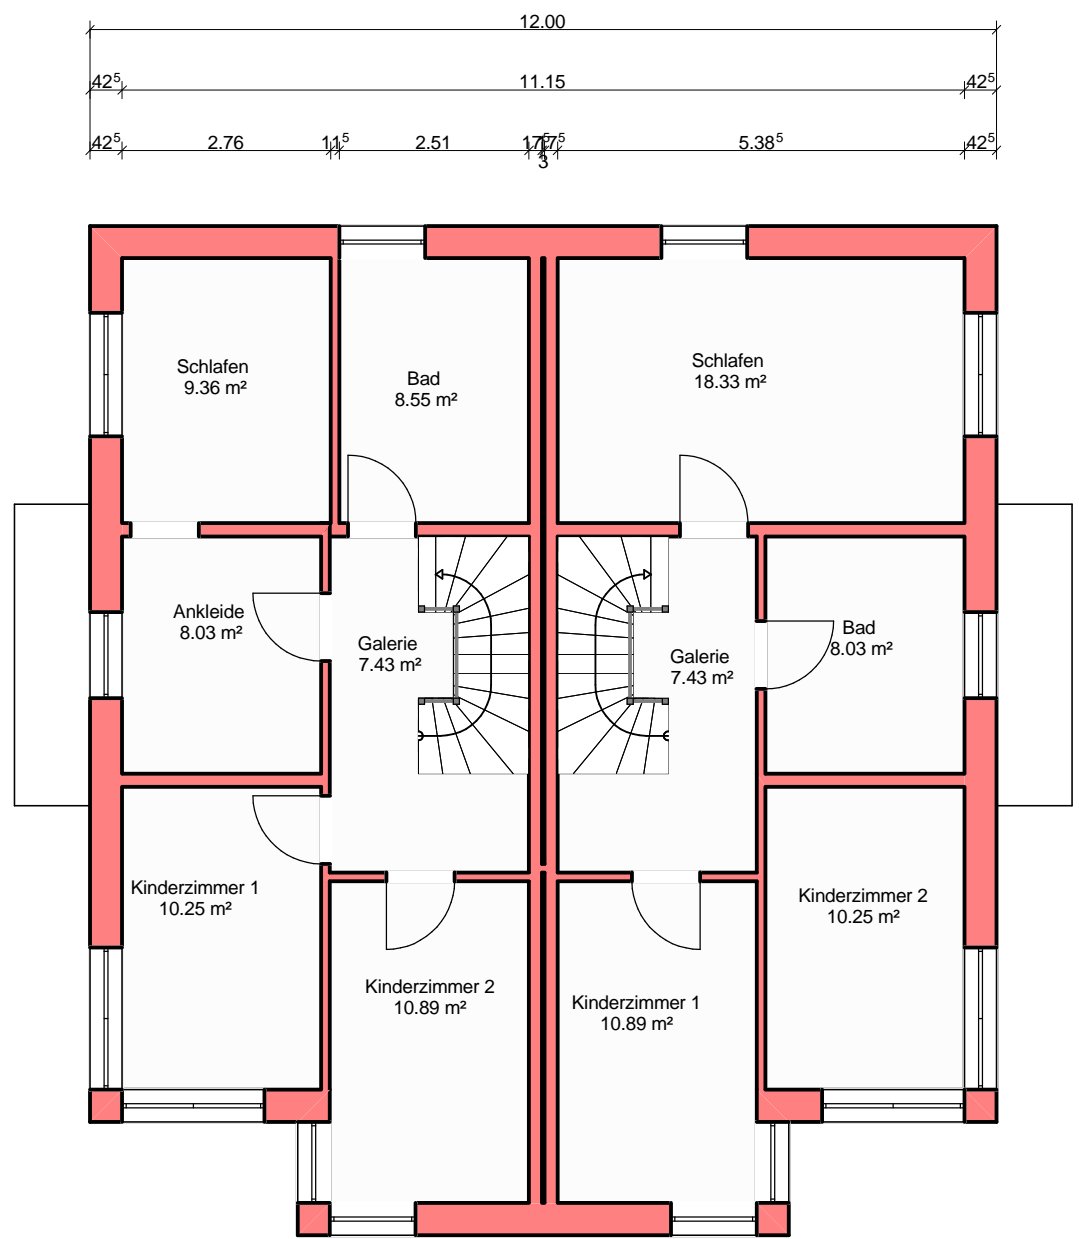 12.00
42⁵ 11.15 42⁵
42⁵ 2.76 11⁵ 2.51 17⁵ 17⁵ 5.38⁵ 42⁵
3
Schlafen
9.36 m²
Bad
8.55 m²
Schlafen
18.33 m²
Ankleide
8.03 m²
Galerie
7.43 m²
Galerie
7.43 m²
Bad
8.03 m²
Kinderzimmer 1
10.25 m²
Kinderzimmer 2
10.25 m²
Kinderzimmer 2
10.89 m²
Kinderzimmer 1
10.89 m²